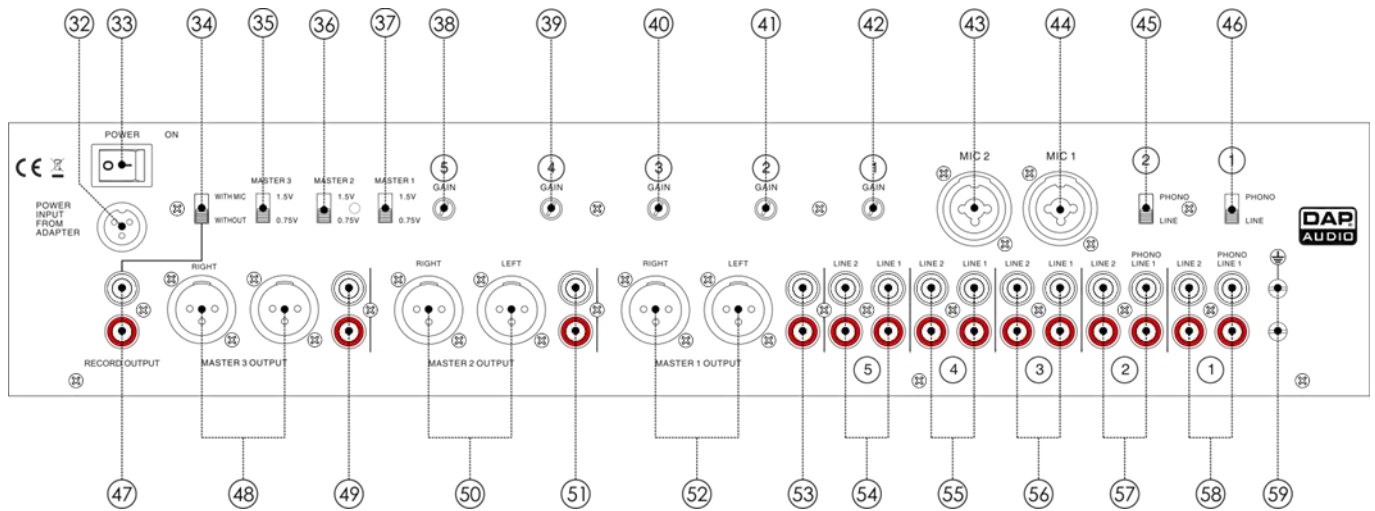 32 33 34 35 36 37 38 39 40 41 42 43 44 45 46
POWER ON
CE
POWER
INPUT
FROM
ADAPTER
WITH MIC
WITHOUT
MASTER 3 MASTER 2 MASTER 1
1.5V 1.5V 1.5V
0.75V 0.75V 0.75V
5 4 3 2 1
GAIN GAIN GAIN GAIN GAIN
MIC 2 MIC 1
2 1
PHONO PHONO
LINE LINE
DAP
AUDIO
RIGHT RIGHT LEFT RIGHT LEFT
LINE 2 LINE 1 LINE 2 LINE 1 LINE 2 LINE 1 LINE 2 PHONO LINE 1 LINE 2 PHONO LINE 1
RECORD OUTPUT MASTER 3 OUTPUT MASTER 2 OUTPUT MASTER 1 OUTPUT
5 4 3 2 1
47 48 49 50 51 52 53 54 55 56 57 58 59